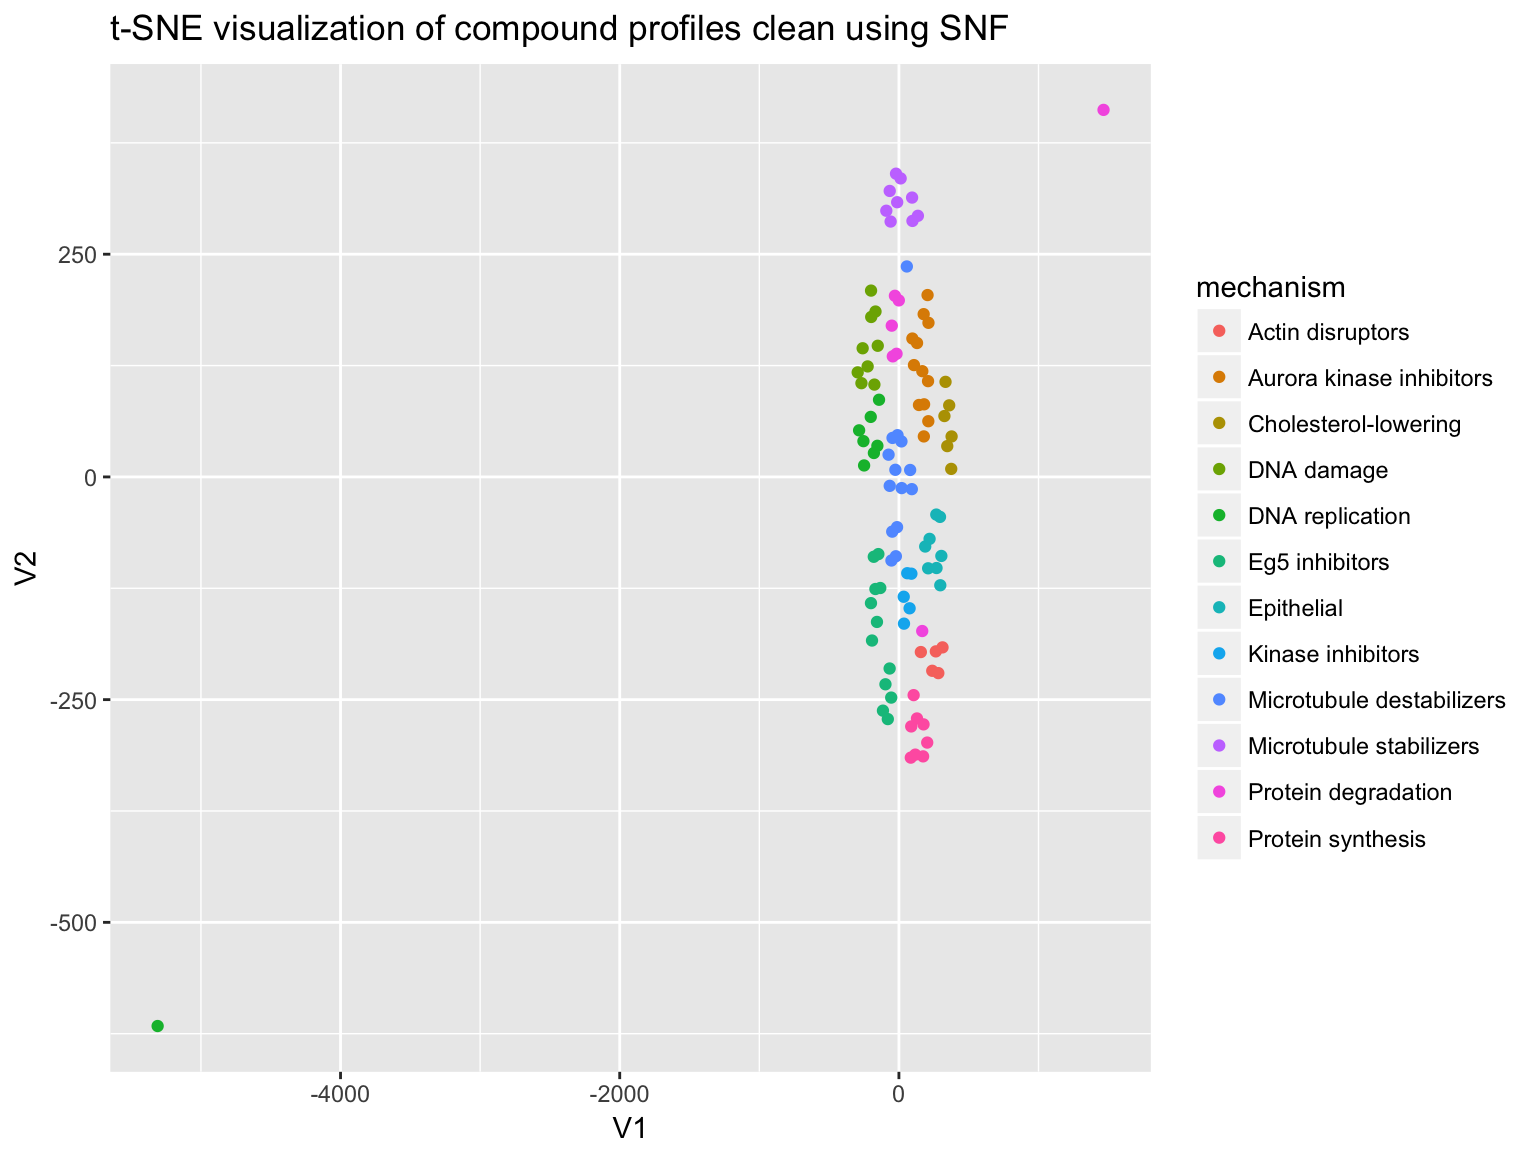 t-SNE visualization of compound profiles clean using SNF
V2
250
0
-250
-500
-4000
-2000
0
V1
mechanism
Actin disruptors
Aurora kinase inhibitors
Cholesterol-lowering
DNA damage
DNA replication
Eg5 inhibitors
Epithelial
Kinase inhibitors
Microtubule destabilizers
Microtubule stabilizers
Protein degradation
Protein synthesis